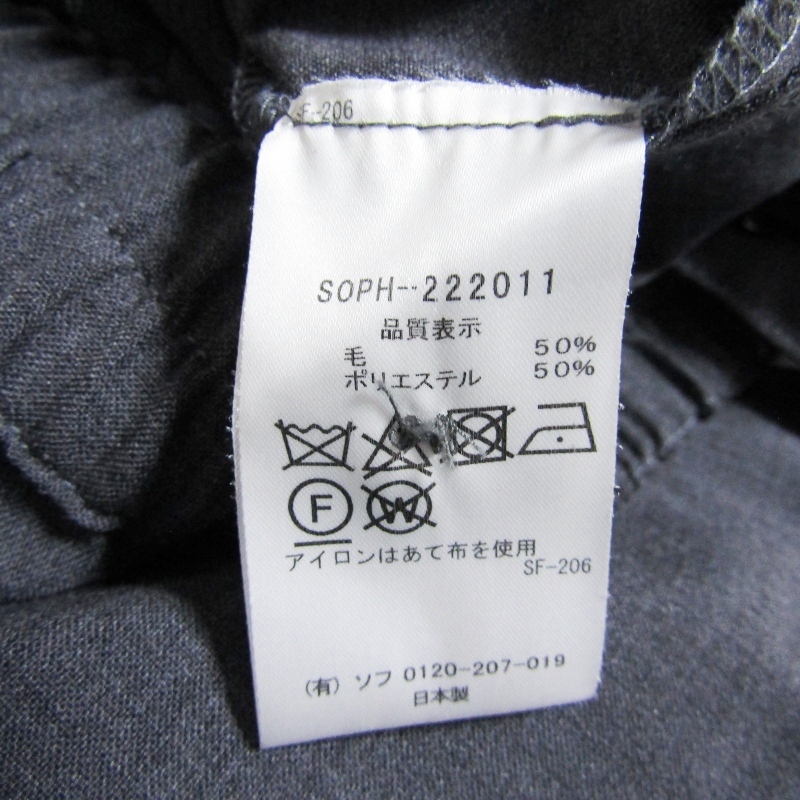 SF-206
SOPH-222011
品質表示
毛 50%
ポリエステル 50%
F W
アイロンはあて布を使用
SF-206
(有) ソフ 0120-207-019
日本製